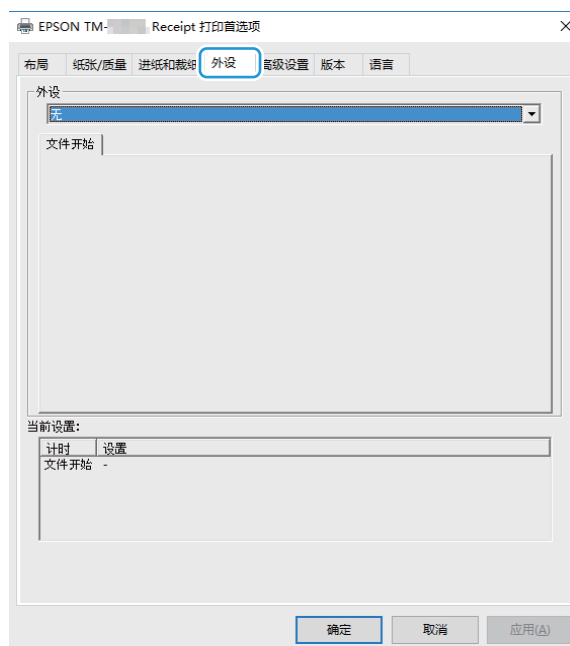 EPSON TM- Receipt 打印首选项
布局 纸张/质量 进纸和裁纸 外设 高级设置 版本 语言
外设
无
文件开始
当前设置:
计时 设置
文件开始 -
确定 取消 应用(A)